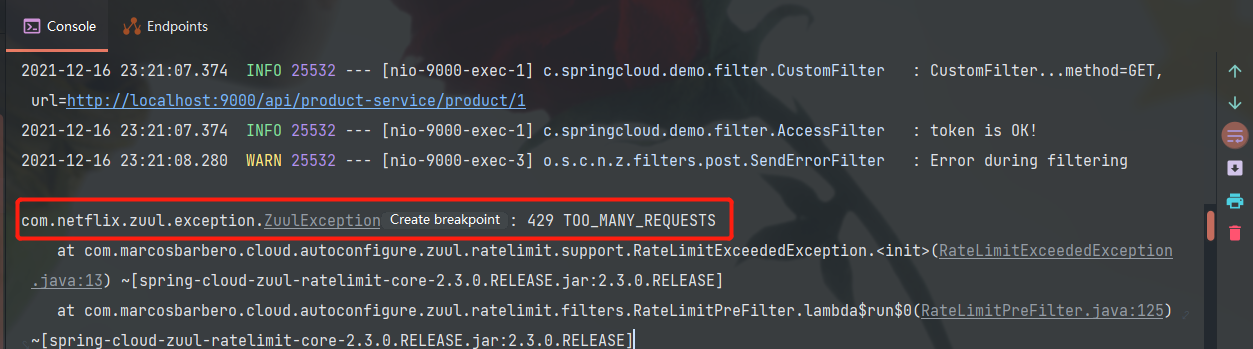 Console Endpoints
2021-12-16 23:21:07.374  INFO 25532 --- [nio-9000-exec-1] c.springcloud.demo.filter.CustomFilter   : CustomFilter...method=GET,
url=http://localhost:9000/api/product-service/product/1
2021-12-16 23:21:07.374  INFO 25532 --- [nio-9000-exec-1] c.springcloud.demo.filter.AccessFilter   : token is OK!
2021-12-16 23:21:08.280  WARN 25532 --- [nio-9000-exec-3] o.s.c.n.z.filters.post.SendErrorFilter   : Error during filtering
com.netflix.zuul.exception.ZuulException Create breakpoint : 429 TOO_MANY_REQUESTS
at com.marcosbarbero.cloud.autoconfigure.zuul.ratelimit.support.RateLimitExceededException.<init>(RateLimitExceededException
.java:13) ~[spring-cloud-zuul-ratelimit-core-2.3.0.RELEASE.jar:2.3.0.RELEASE]
at com.marcosbarbero.cloud.autoconfigure.zuul.ratelimit.filters.RateLimitPreFilter.lambda$run$0(RateLimitPreFilter.java:125)
~[spring-cloud-zuul-ratelimit-core-2.3.0.RELEASE.jar:2.3.0.RELEASE]